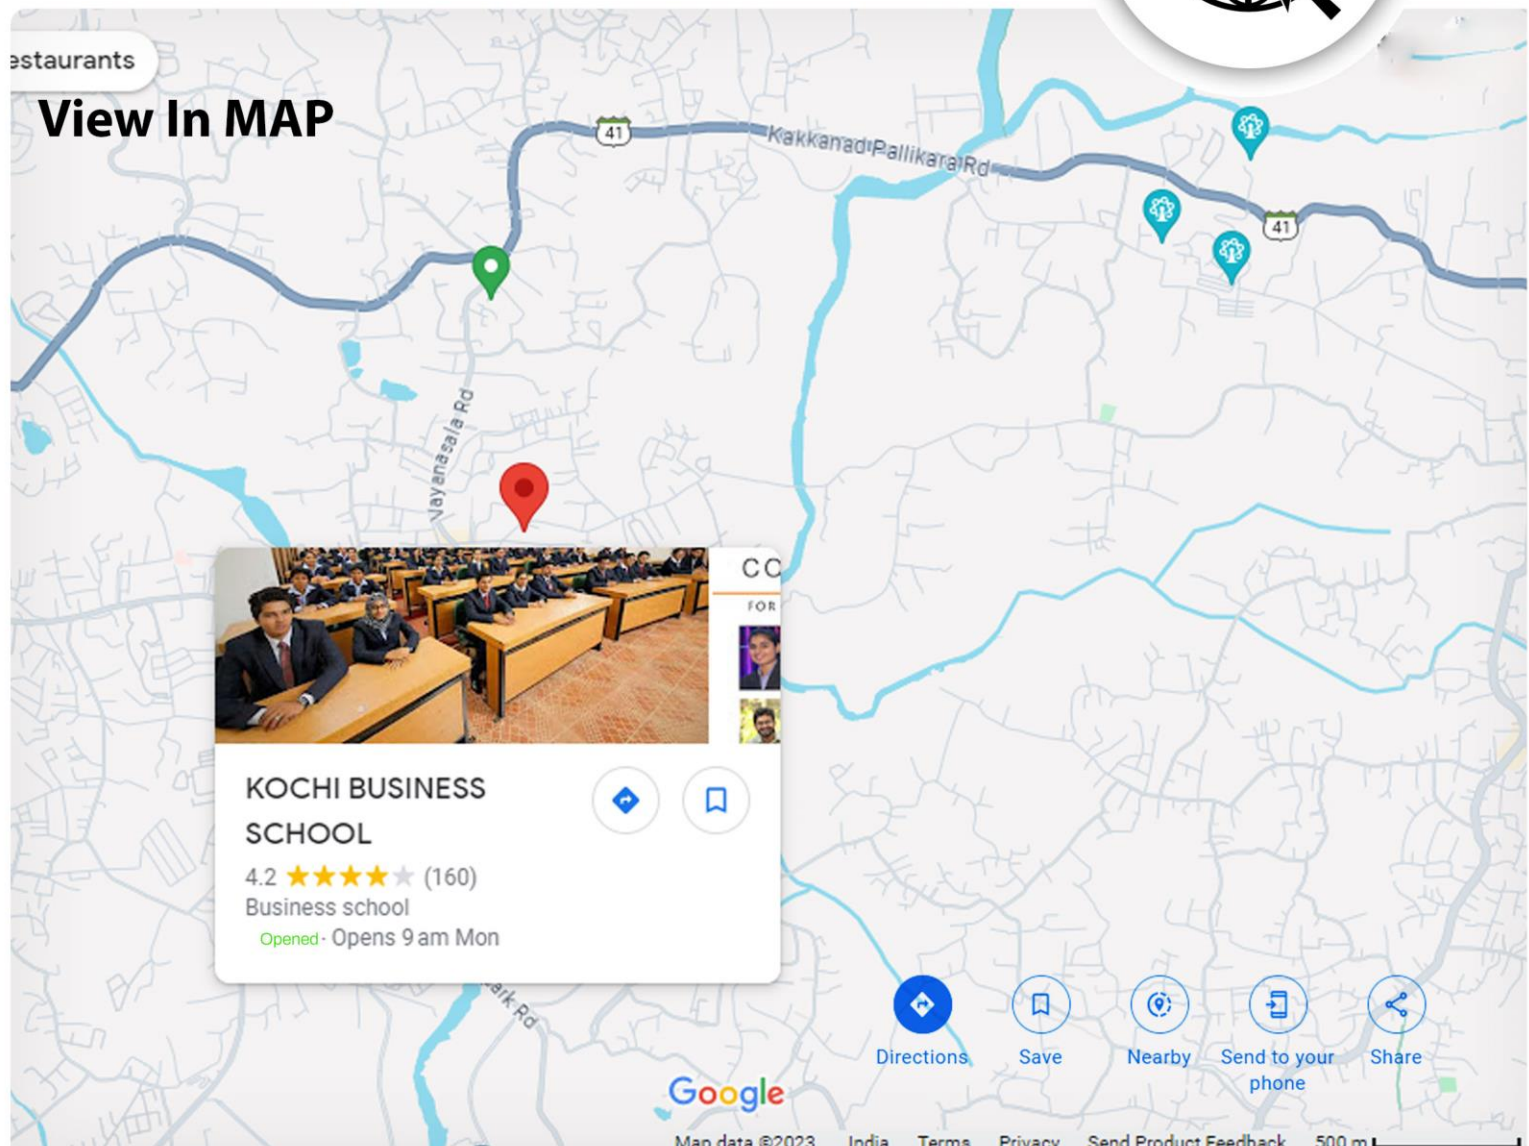 estaurants
View In MAP
41
Kakkanad Pallikara Rd
41
Vayanasala Rd
CC
FOR
KOCHI BUSINESS
SCHOOL
4.2 (160)
Business school
Opened · Opens 9 am Mon
ark Rd
Directions
Save
Nearby
Send to your
phone
Share
Google
Map data ©2023 India Terms Privacy Send Product Feedback 500 m